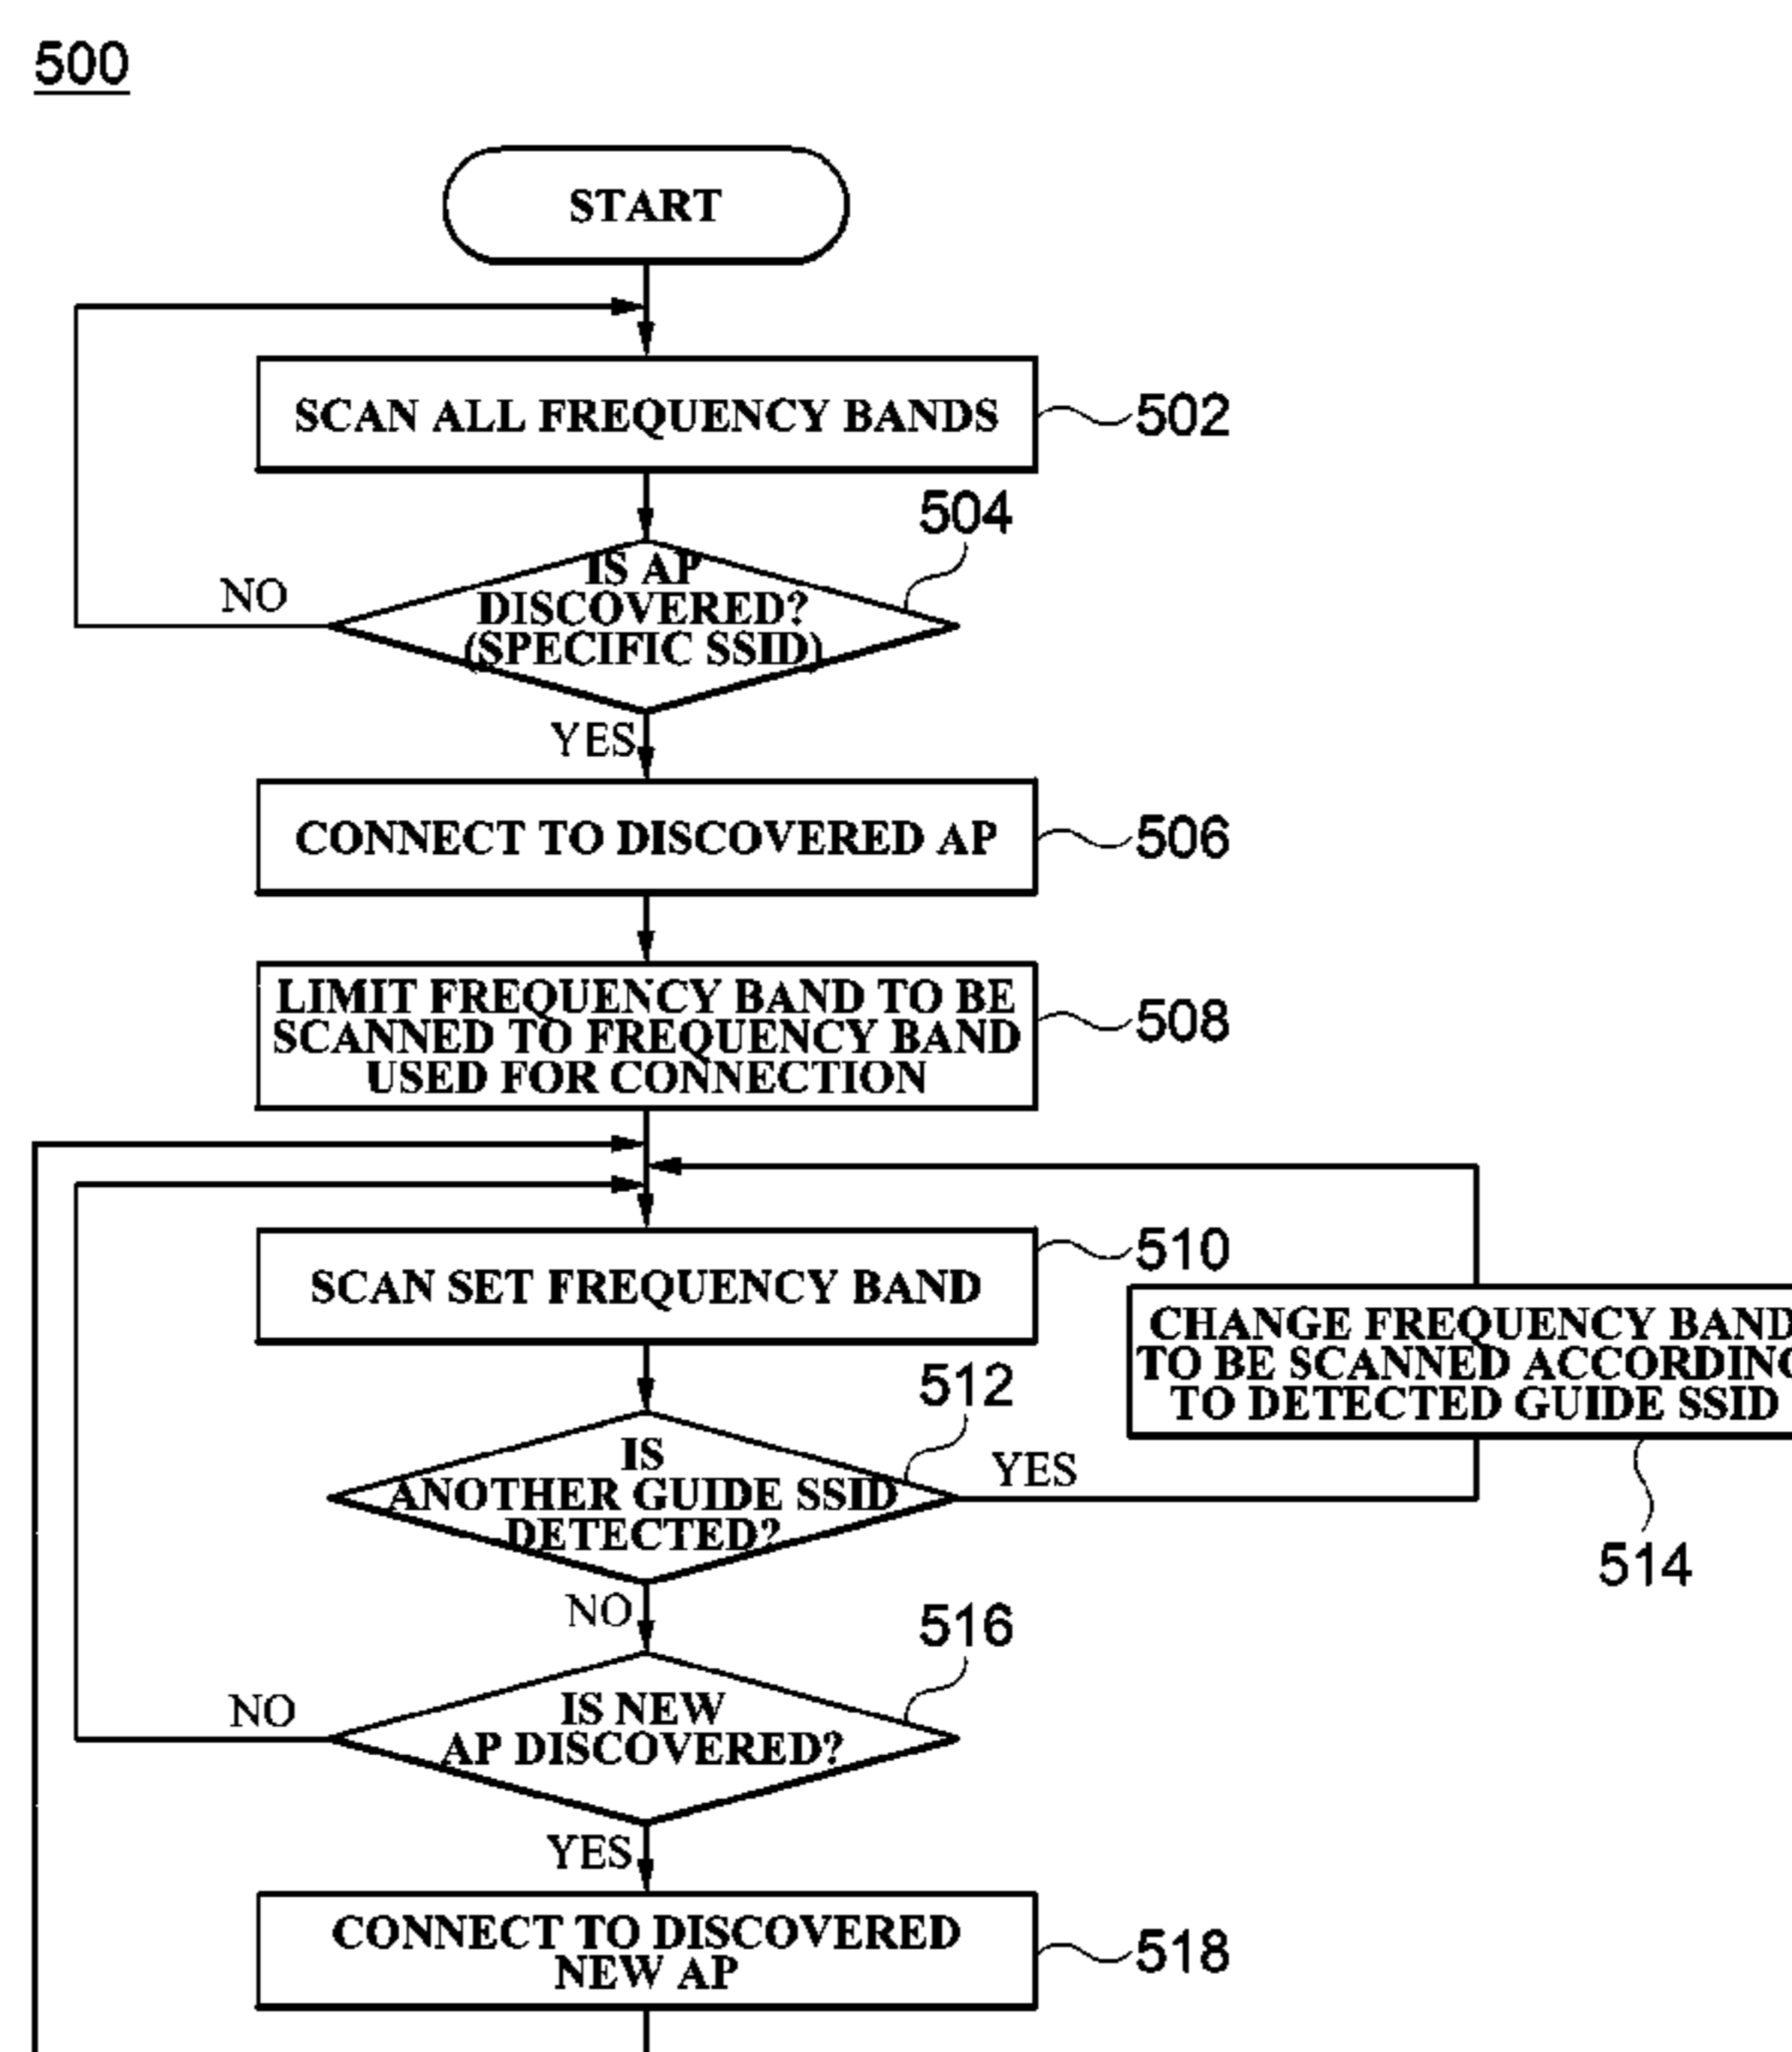 500
START
SCAN ALL FREQUENCY BANDS
502
504
IS AP
DISCOVERED?
(SPECIFIC SSID)
NO
YES
CONNECT TO DISCOVERED AP
506
LIMIT FREQUENCY BAND TO BE
SCANNED TO FREQUENCY BAND
USED FOR CONNECTION
508
SCAN SET FREQUENCY BAND
510
CHANGE FREQUENCY BAND
TO BE SCANNED ACCORDING
TO DETECTED GUIDE SSID
514
512
IS
ANOTHER GUIDE SSID
DETECTED?
YES
NO
516
IS NEW
AP DISCOVERED?
NO
YES
CONNECT TO DISCOVERED
NEW AP
518